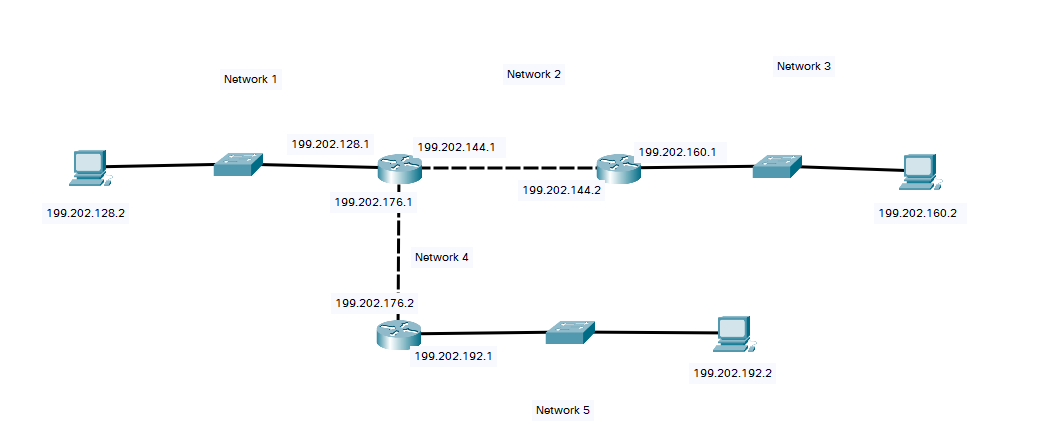 Network 3
Network 2
Network 1
199.202.128.1
199.202.144.1
199.202.160.1
199.202.144.2
199.202.176.1
199.202.128.2
199.202.160.2
Network 4
199.202.176.2
199.202.192.1
199.202.192.2
Network 5